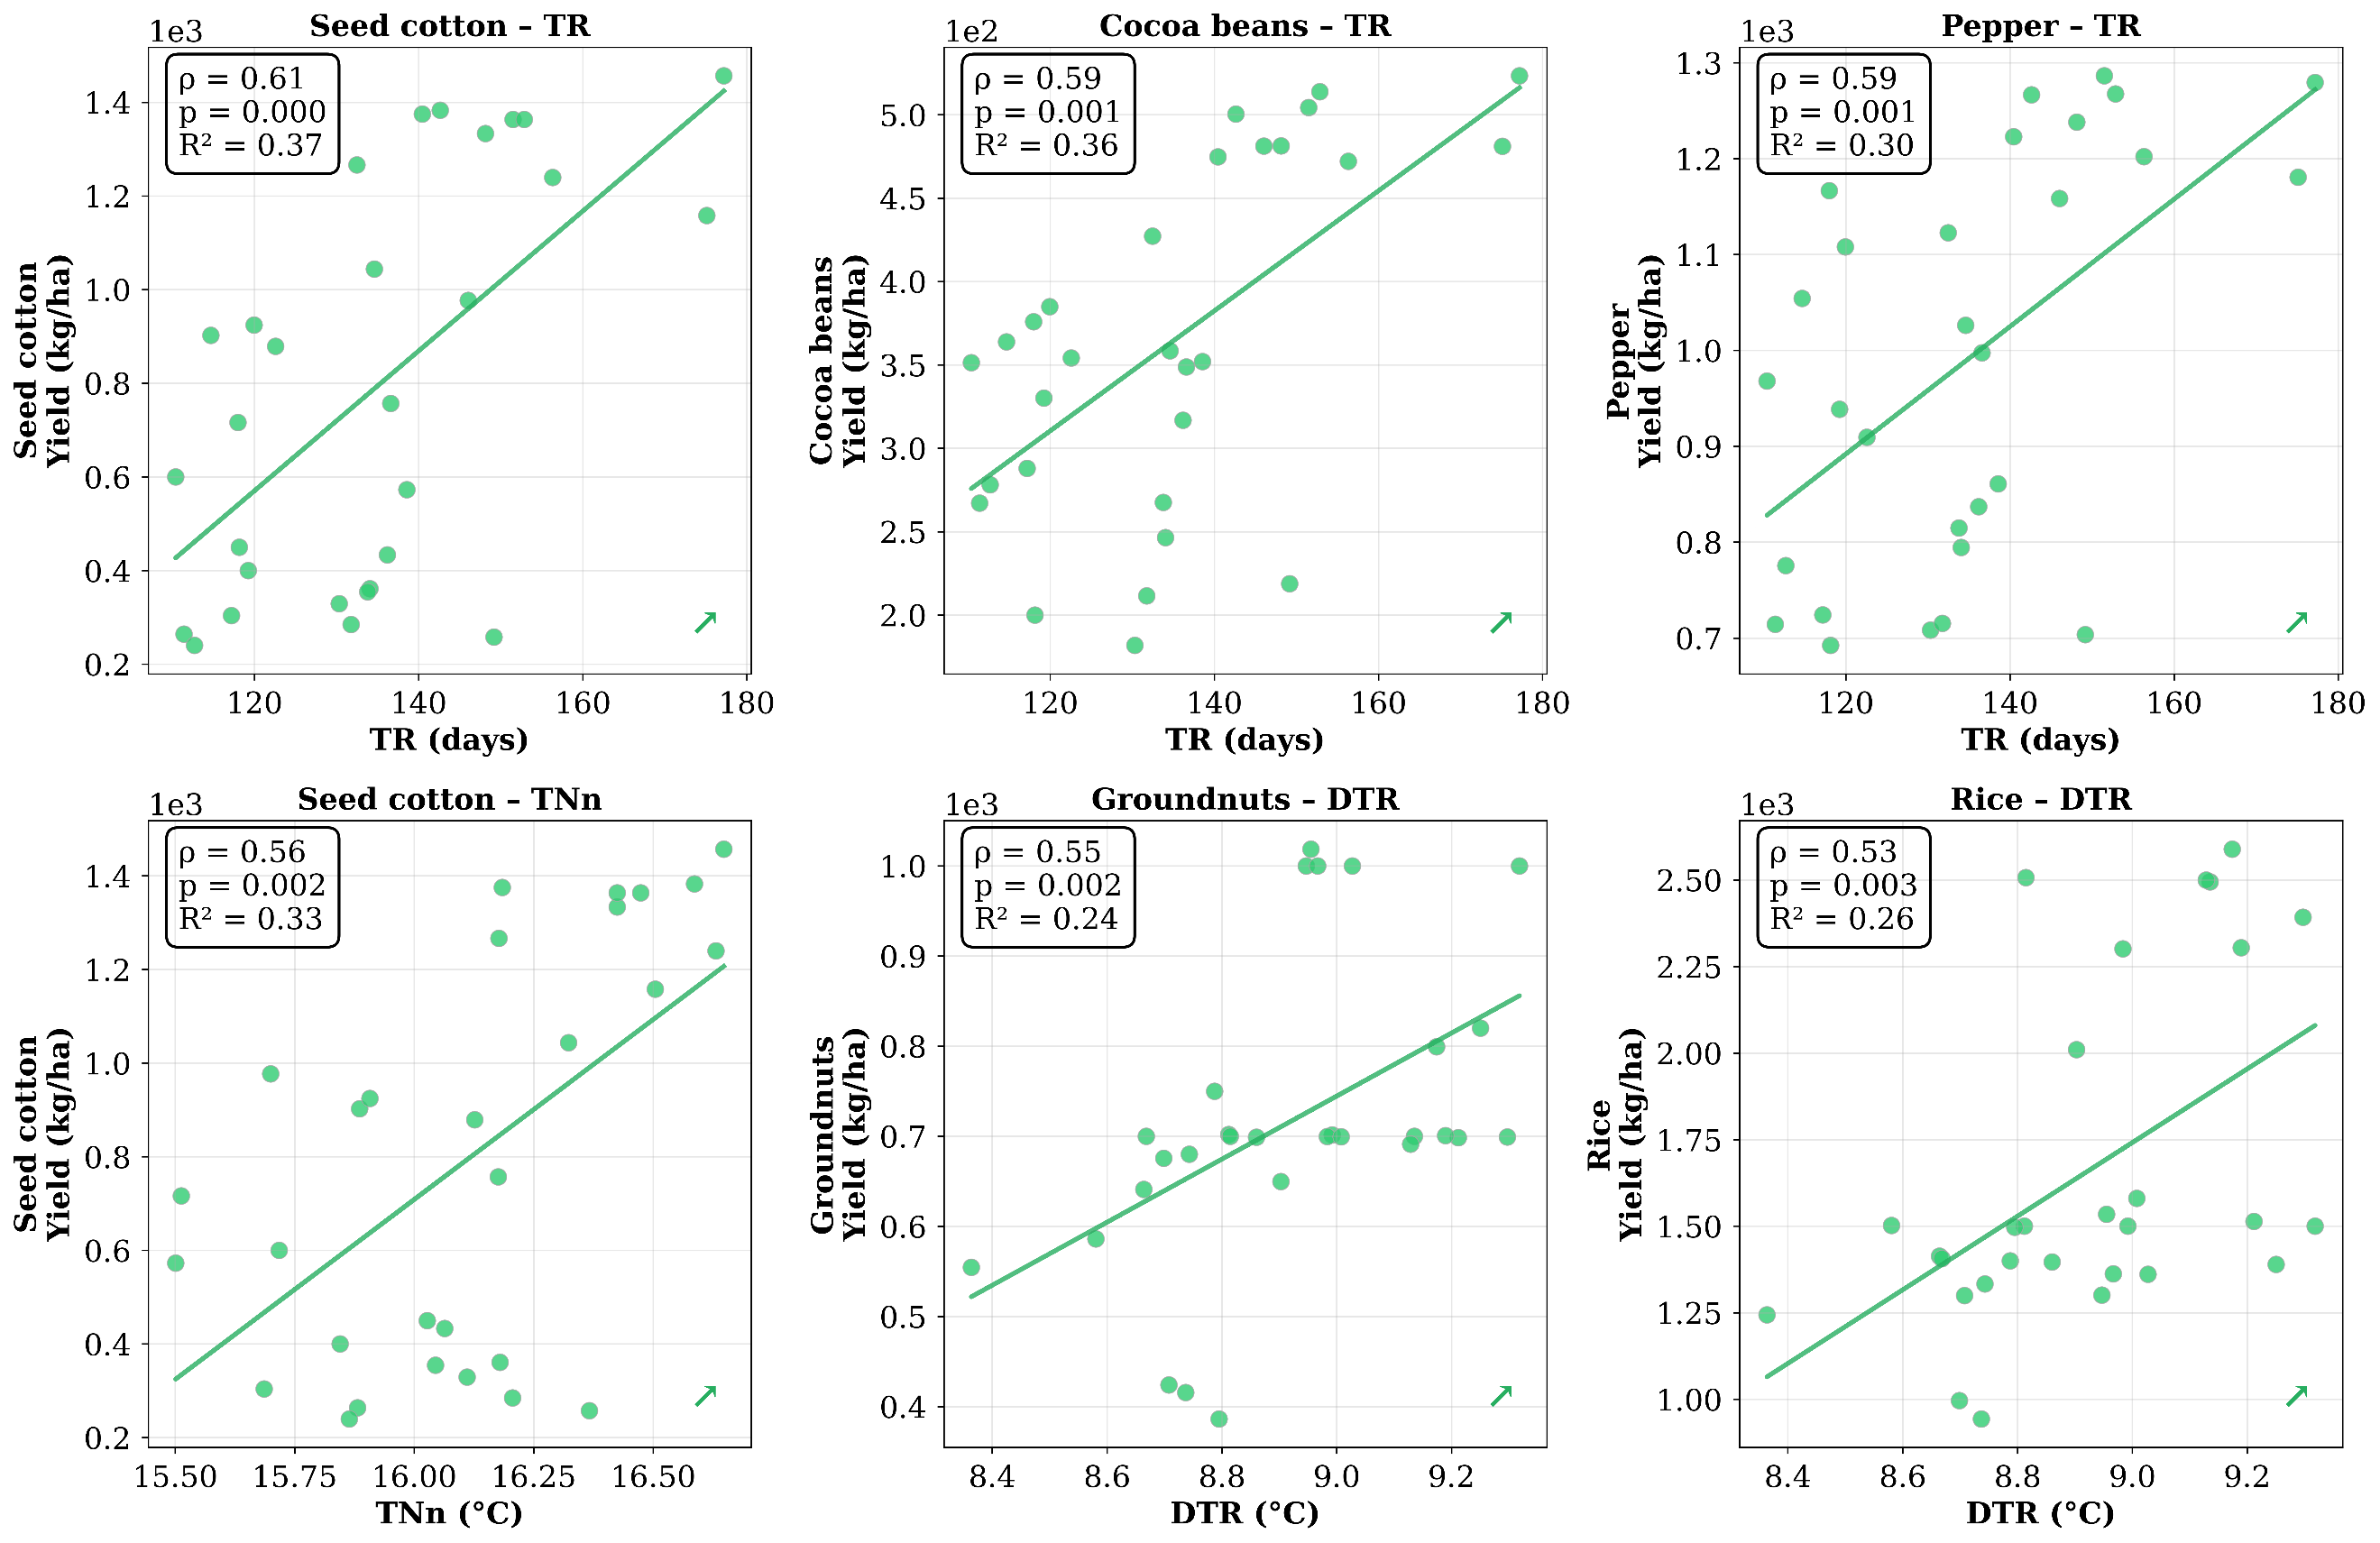 Seed cotton – TR
1e3
ρ = 0.61
p = 0.000
R² = 0.37
Seed cotton
Yield (kg/ha)
1.4
1.2
1.0
0.8
0.6
0.4
0.2
120 140 160 180
TR (days)
Cocoa beans – TR
1e2
ρ = 0.59
p = 0.001
R² = 0.36
Cocoa beans
Yield (kg/ha)
5.0
4.5
4.0
3.5
3.0
2.5
2.0
120 140 160 180
TR (days)
Pepper – TR
1e3
ρ = 0.59
p = 0.001
R² = 0.30
Pepper
Yield (kg/ha)
1.3
1.2
1.1
1.0
0.9
0.8
0.7
120 140 160 180
TR (days)
Seed cotton – TNn
1e3
ρ = 0.56
p = 0.002
R² = 0.33
Seed cotton
Yield (kg/ha)
1.4
1.2
1.0
0.8
0.6
0.4
0.2
15.50 15.75 16.00 16.25 16.50
TNn (°C)
Groundnuts – DTR
1e3
ρ = 0.55
p = 0.002
R² = 0.24
Groundnuts
Yield (kg/ha)
1.0
0.9
0.8
0.7
0.6
0.5
0.4
8.4 8.6 8.8 9.0 9.2
DTR (°C)
Rice – DTR
1e3
ρ = 0.53
p = 0.003
R² = 0.26
Rice
Yield (kg/ha)
2.50
2.25
2.00
1.75
1.50
1.25
1.00
8.4 8.6 8.8 9.0 9.2
DTR (°C)